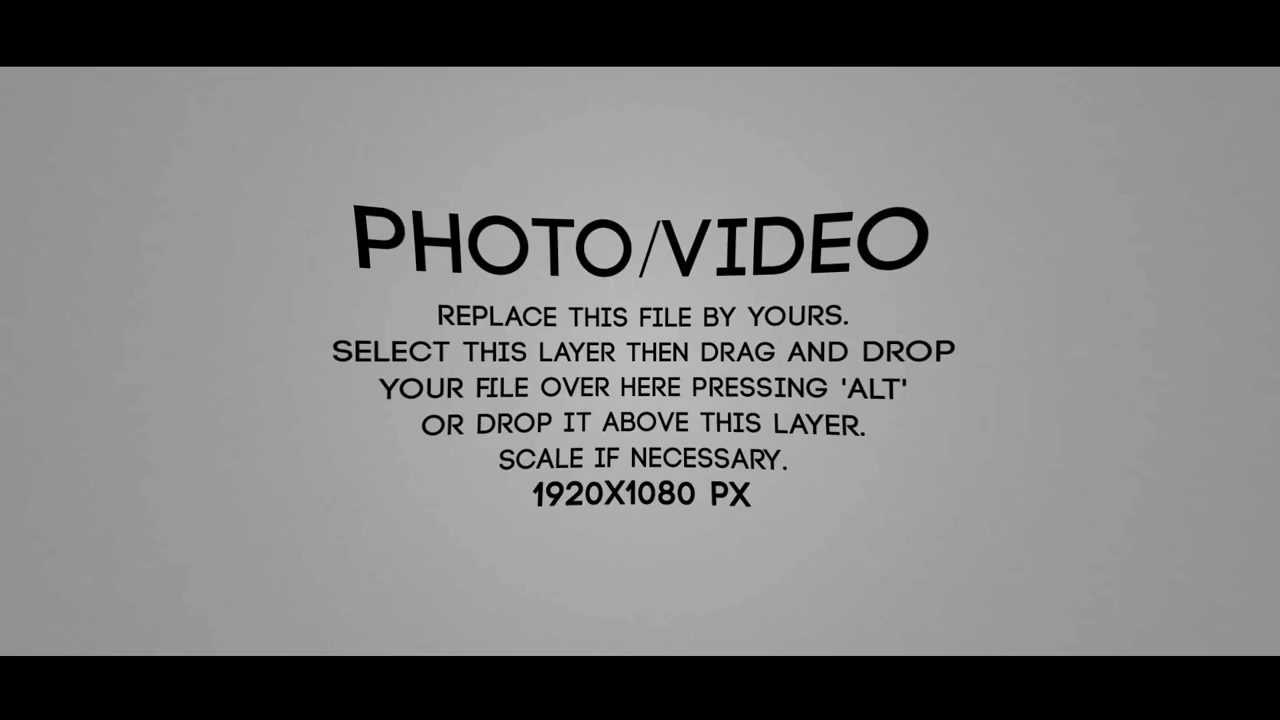 PHOTO/VIDEO
REPLACE THIS FILE BY YOURS.
SELECT THIS LAYER THEN DRAG AND DROP
YOUR FILE OVER HERE PRESSING 'ALT'
OR DROP IT ABOVE THIS LAYER.
SCALE IF NECESSARY.
1920X1080 PX